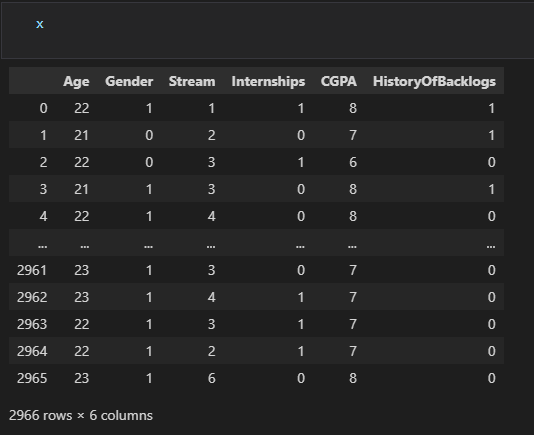 x
Age Gender Stream Internships CGPA HistoryOfBacklogs
0 22 1 1 1 8 1
1 21 0 2 0 7 1
2 22 0 3 1 6 0
3 21 1 3 0 8 1
4 22 1 4 0 8 0
... ... ... ... ... ... ...
2961 23 1 3 0 7 0
2962 23 1 4 1 7 0
2963 22 1 3 1 7 0
2964 22 1 2 1 7 0
2965 23 1 6 0 8 0
2966 rows × 6 columns